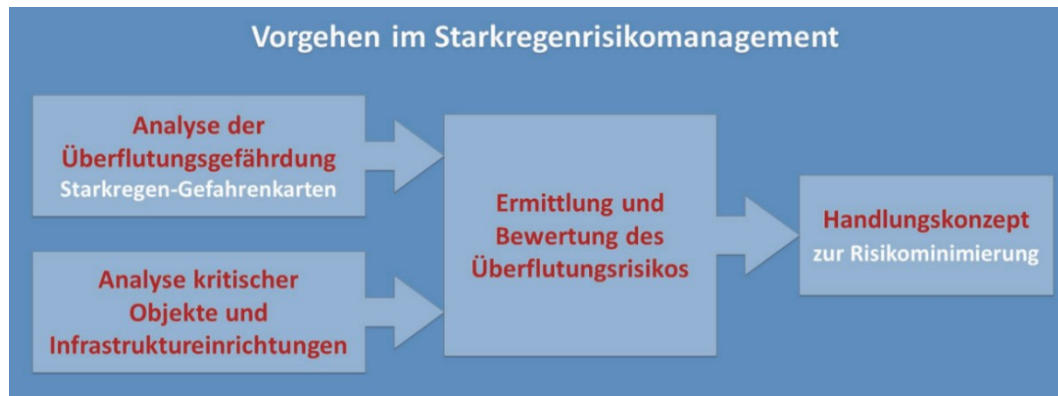 Vorgehen im Starkregenrisikomanagement
Analyse der
Überflutungsgefährdung
Starkregen-Gefahrenkarten
Analyse kritischer
Objekte und
Infrastruktureinrichtungen
Ermittlung und
Bewertung des
Überflutungsrisikos
Handlungskonzept
zur Risikominimierung